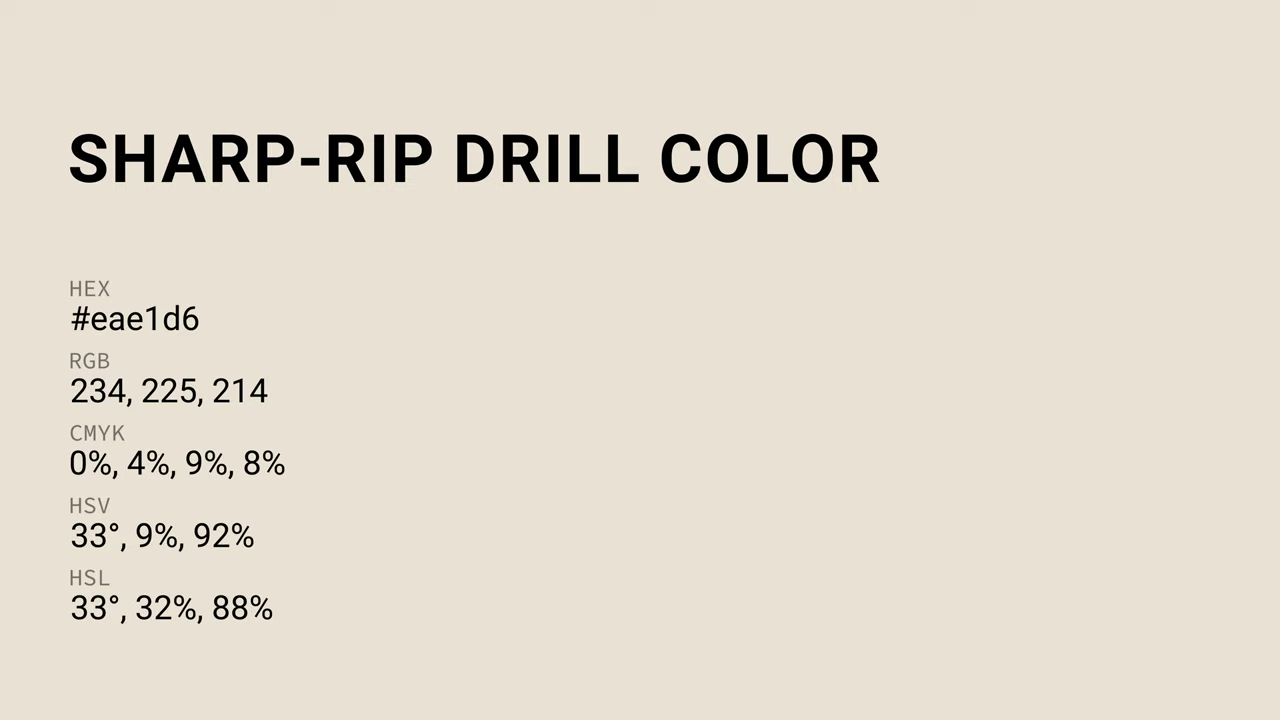 SHARP-RIP DRILL COLOR
HEX
#eae1d6
RGB
234, 225, 214
CMYK
0%, 4%, 9%, 8%
HSV
33°, 9%, 92%
HSL
33°, 32%, 88%